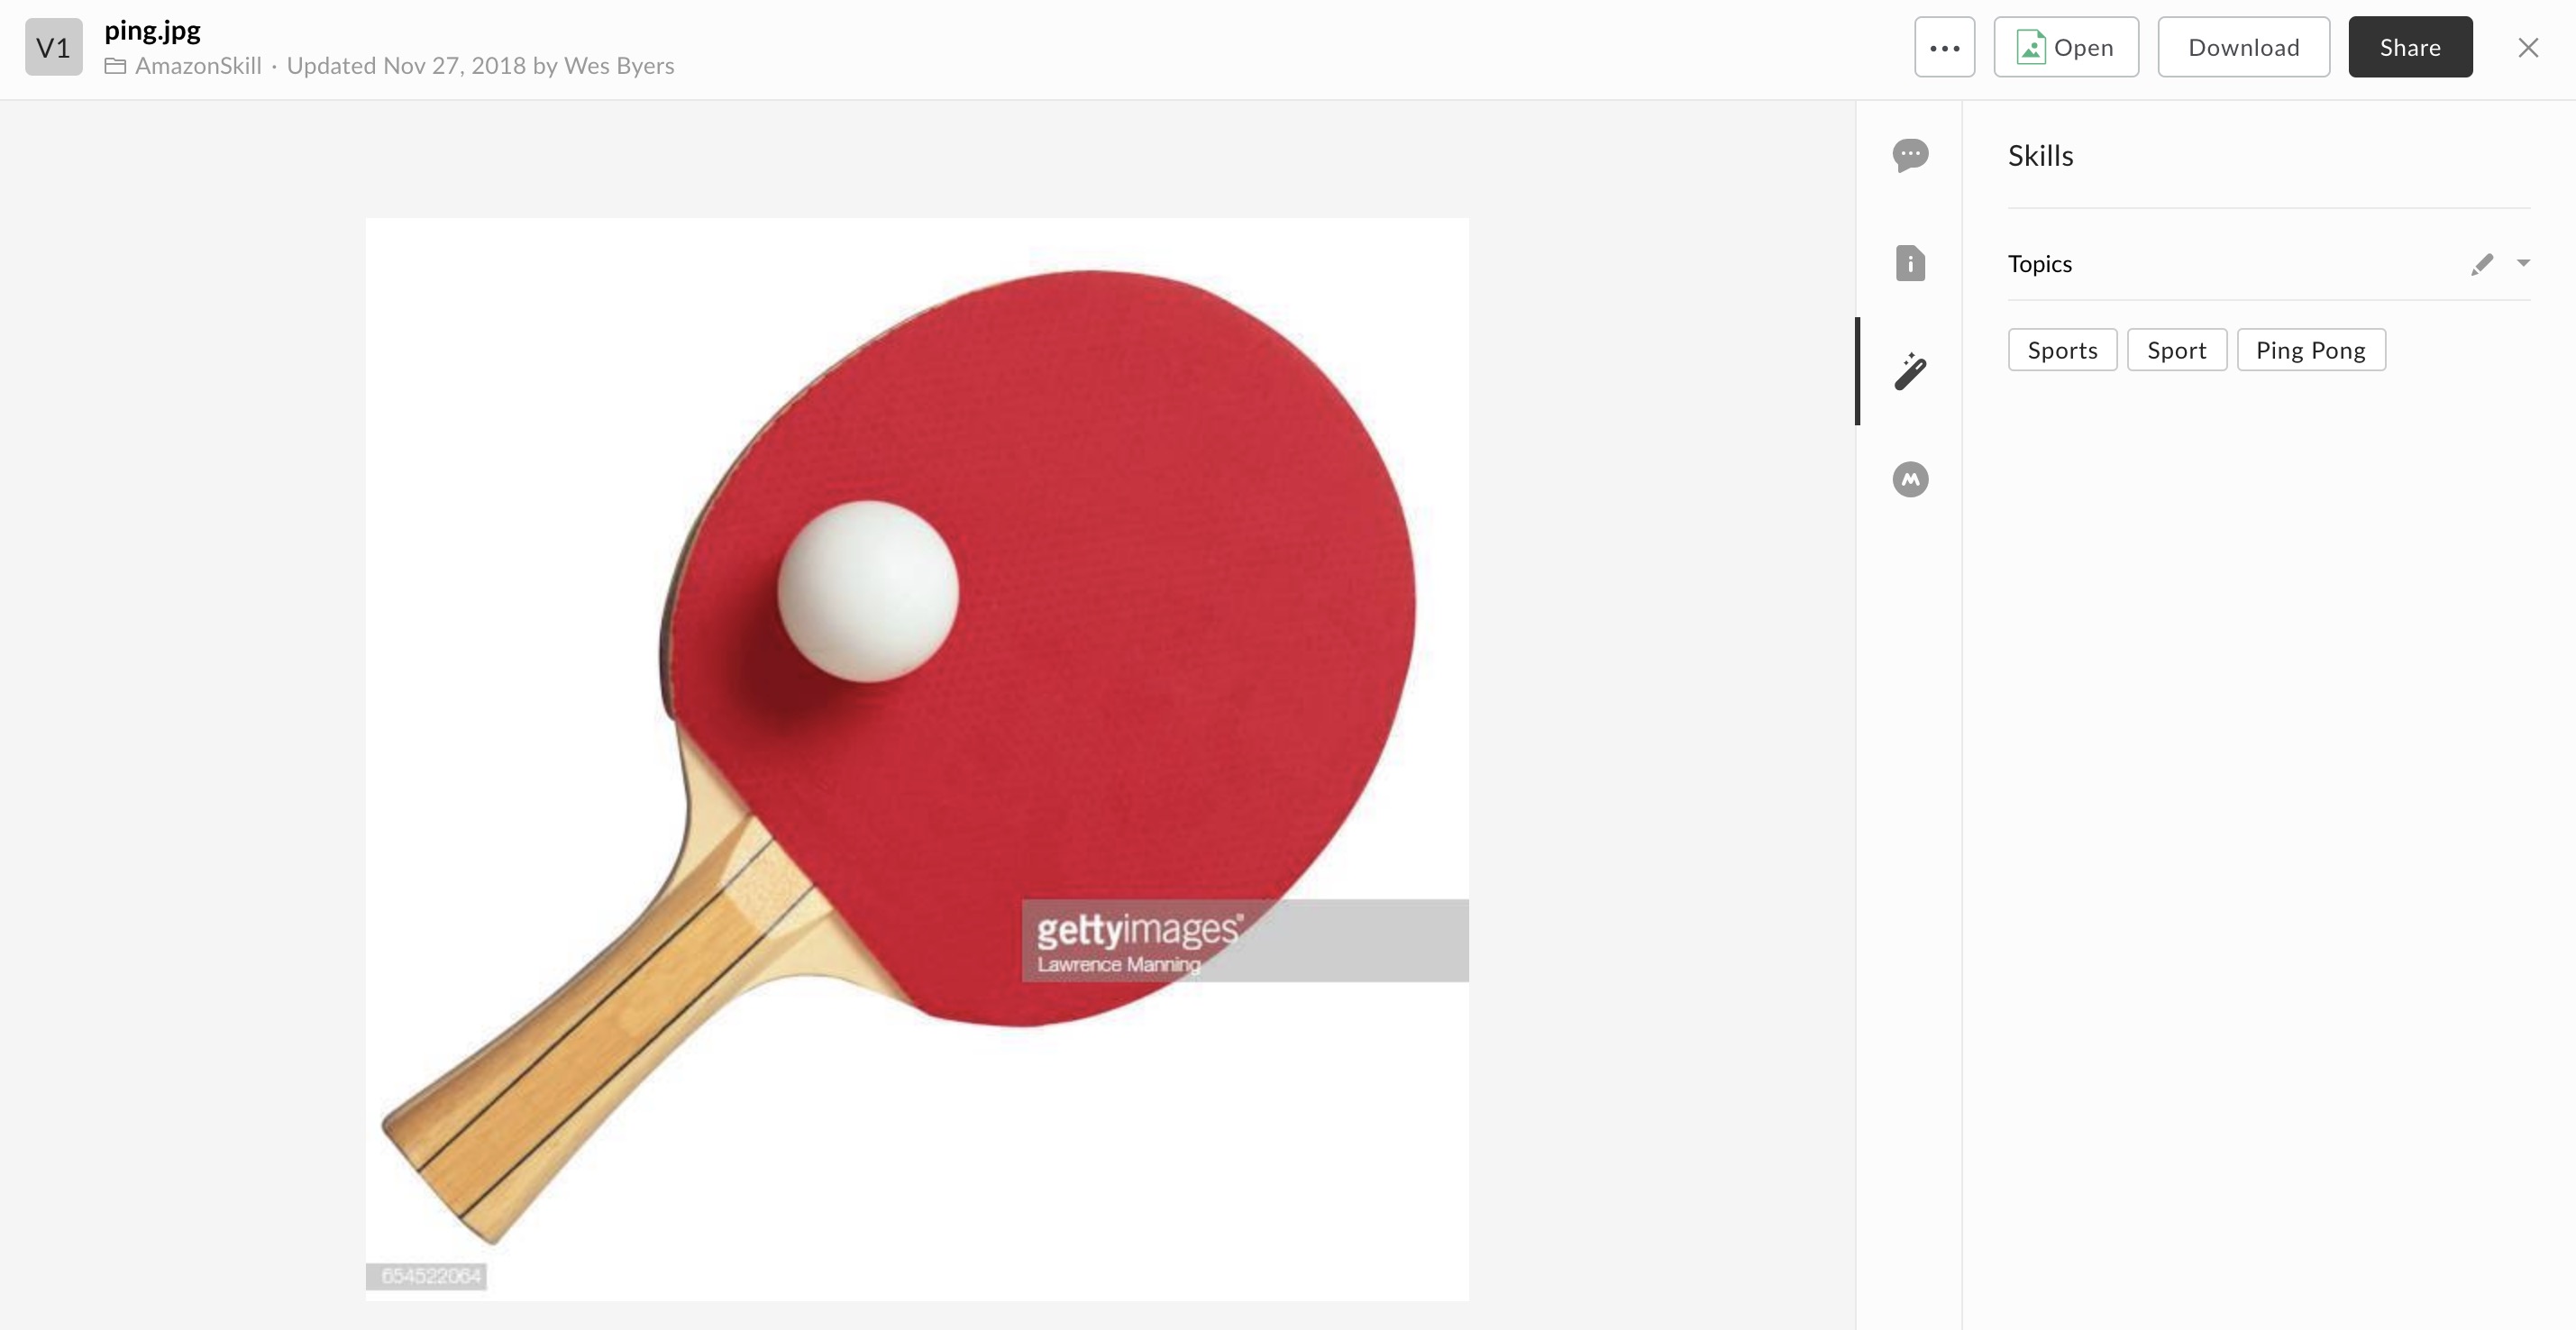 V1
ping.jpg
AmazonSkill · Updated Nov 27, 2018 by Wes Byers
Open
Download
Share
Skills
Topics
Sports
Sport
Ping Pong
gettyimages®
Lawrence Manning
654522064